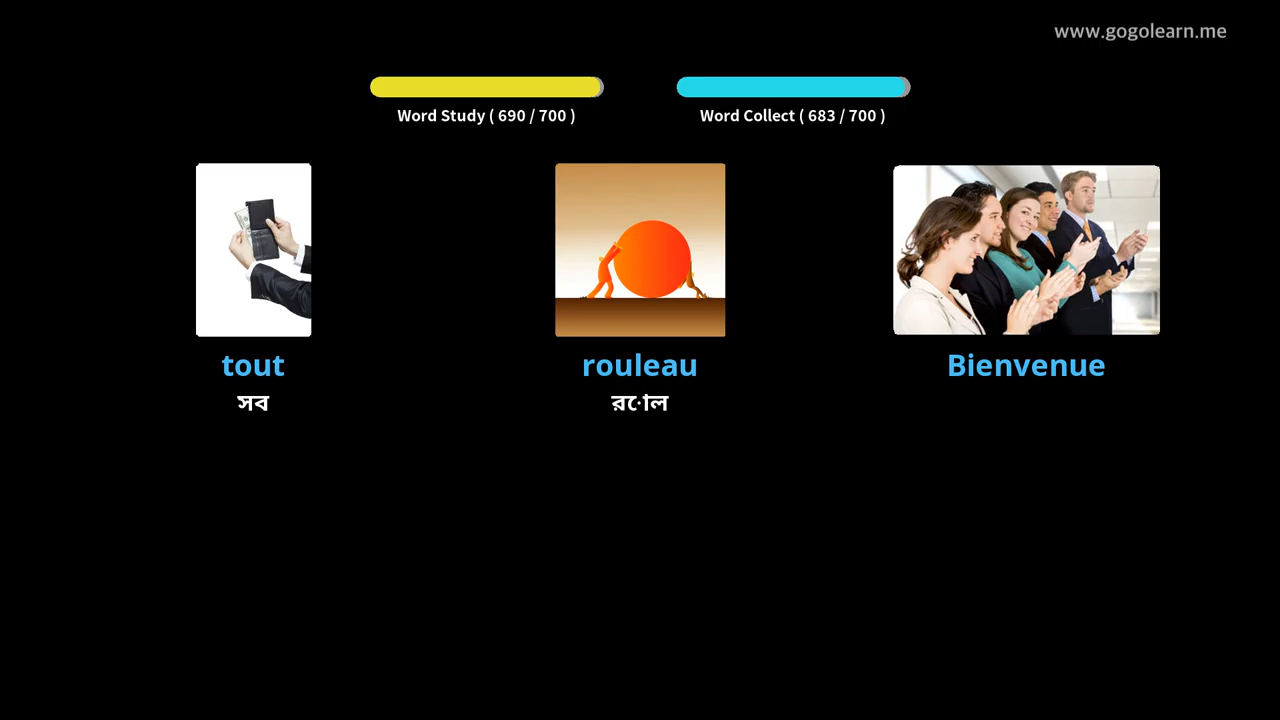 www.gogolearn.me
Word Study ( 690 / 700 )
Word Collect ( 683 / 700 )
tout
rouleau
Bienvenue
সব
রোল